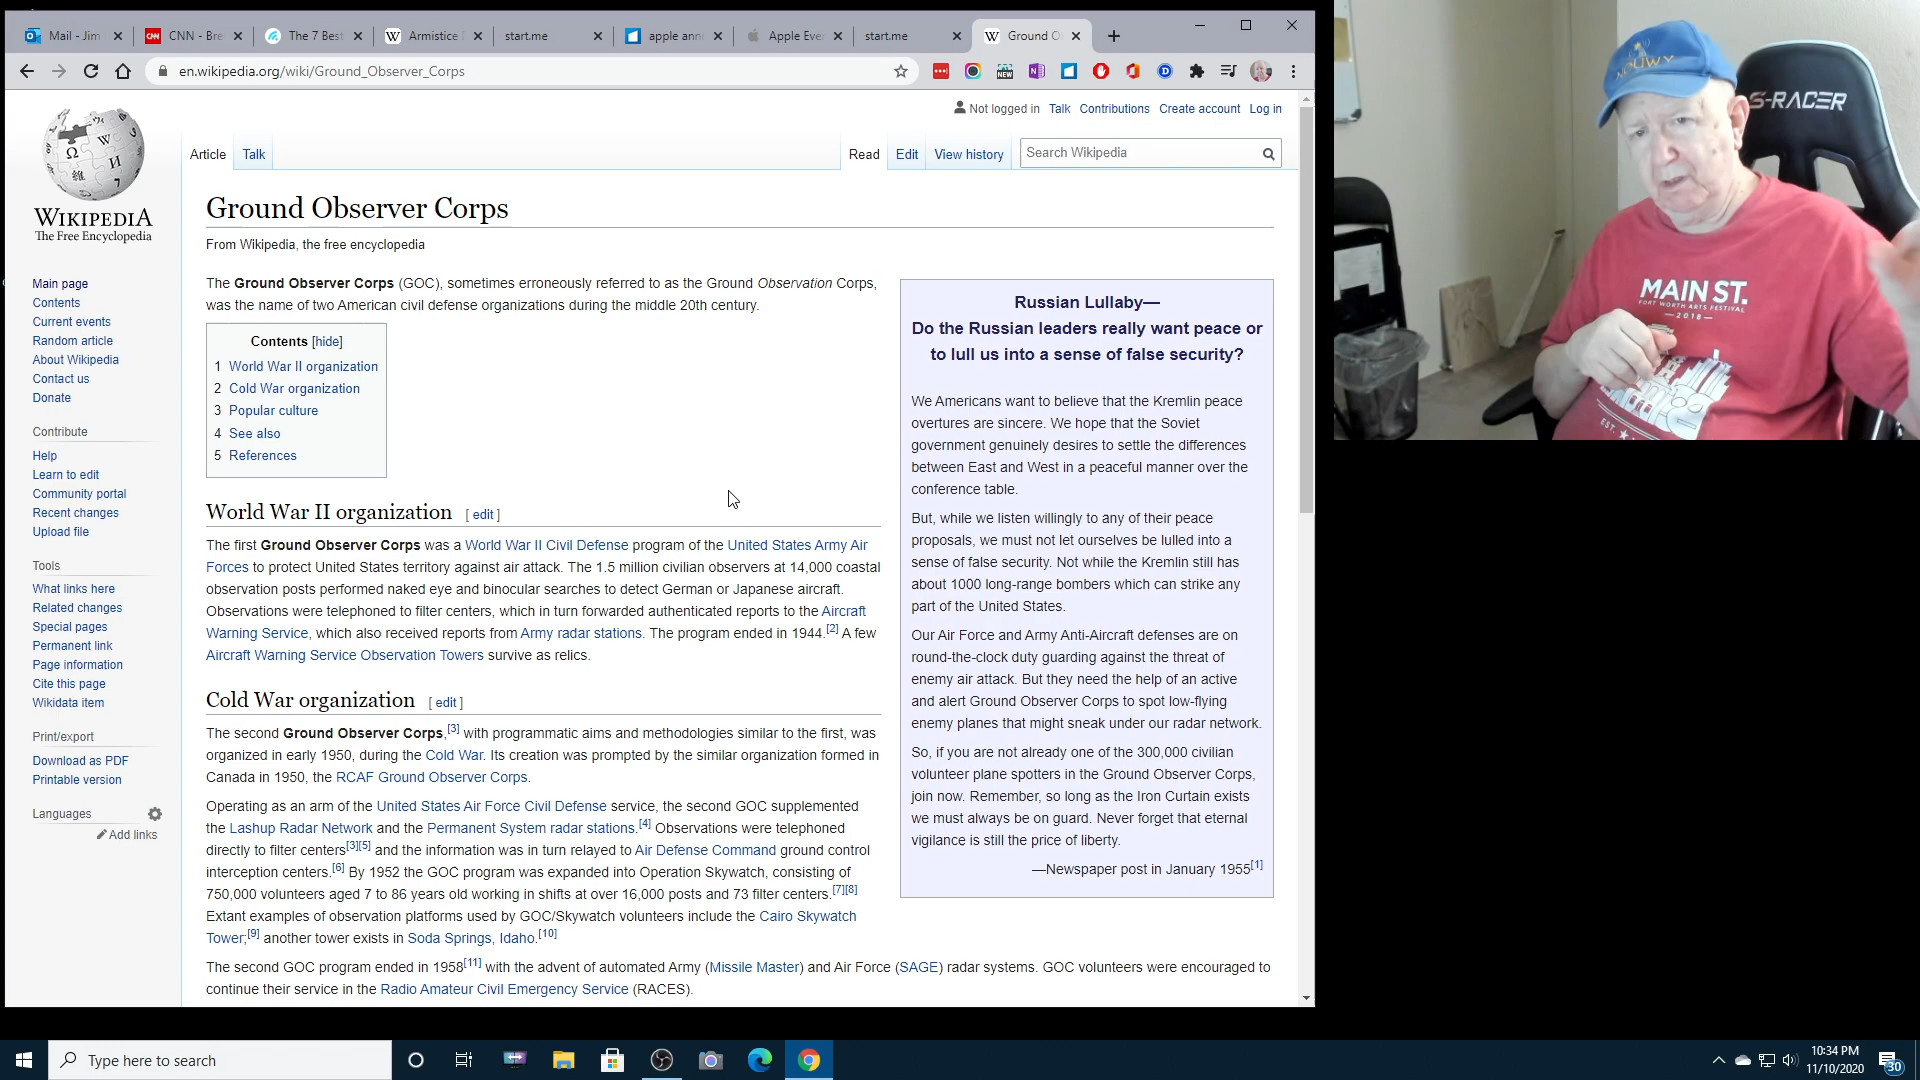 Mail - Jim
CNN - Bre
The 7 Best
Armistice
start.me
apple ann
Apple Eve
start.me
Ground O
en.wikipedia.org/wiki/Ground_Observer_Corps
Not logged in Talk Contributions Create account Log in
Article Talk Read Edit View history Search Wikipedia
WIKIPEDIA
The Free Encyclopedia
Main page
Contents
Current events
Random article
About Wikipedia
Contact us
Donate
Contribute
Help
Learn to edit
Community portal
Recent changes
Upload file
Tools
What links here
Related changes
Special pages
Permanent link
Page information
Cite this page
Wikidata item
Print/export
Download as PDF
Printable version
Languages
Add links
Ground Observer Corps
From Wikipedia, the free encyclopedia
The Ground Observer Corps (GOC), sometimes erroneously referred to as the Ground Observation Corps,
was the name of two American civil defense organizations during the middle 20th century.
Contents [hide]
1 World War II organization
2 Cold War organization
3 Popular culture
4 See also
5 References
World War II organization [ edit ]
The first Ground Observer Corps was a World War II Civil Defense program of the United States Army Air
Forces to protect United States territory against air attack. The 1.5 million civilian observers at 14,000 coastal
observation posts performed naked eye and binocular searches to detect German or Japanese aircraft.
Observations were telephoned to filter centers, which in turn forwarded authenticated reports to the Aircraft
Warning Service, which also received reports from Army radar stations. The program ended in 1944.[2] A few
Aircraft Warning Service Observation Towers survive as relics.
Cold War organization [ edit ]
The second Ground Observer Corps,[3] with programmatic aims and methodologies similar to the first, was
organized in early 1950, during the Cold War. Its creation was prompted by the similar organization formed in
Canada in 1950, the RCAF Ground Observer Corps.
Operating as an arm of the United States Air Force Civil Defense service, the second GOC supplemented
the Lashup Radar Network and the Permanent System radar stations.[4] Observations were telephoned
directly to filter centers[3][5] and the information was in turn relayed to Air Defense Command ground control
interception centers.[6] By 1952 the GOC program was expanded into Operation Skywatch, consisting of
750,000 volunteers aged 7 to 86 years old working in shifts at over 16,000 posts and 73 filter centers.[7][8]
Extant examples of observation platforms used by GOC/Skywatch volunteers include the Cairo Skywatch
Tower;[9] another tower exists in Soda Springs, Idaho.[10]
The second GOC program ended in 1958[11] with the advent of automated Army (Missile Master) and Air Force (SAGE) radar systems. GOC volunteers were encouraged to
continue their service in the Radio Amateur Civil Emergency Service (RACES).
Russian Lullaby—
Do the Russian leaders really want peace or
to lull us into a sense of false security?
We Americans want to believe that the Kremlin peace
overtures are sincere. We hope that the Soviet
government genuinely desires to settle the differences
between East and West in a peaceful manner over the
conference table.
But, while we listen willingly to any of their peace
proposals, we must not let ourselves be lulled into a
sense of false security. Not while the Kremlin still has
about 1000 long-range bombers which can strike any
part of the United States.
Our Air Force and Army Anti-Aircraft defenses are on
round-the-clock duty guarding against the threat of
enemy air attack. But they need the help of an active
and alert Ground Observer Corps to spot low-flying
enemy planes that might sneak under our radar network.
So, if you are not already one of the 300,000 civilian
volunteer plane spotters in the Ground Observer Corps,
join now. Remember, so long as the Iron Curtain exists
we must always be on guard. Never forget that eternal
vigilance is still the price of liberty.
—Newspaper post in January 1955[1]
N0UWY
S-RACER
MAIN ST.
FORT WORTH ARTS FESTIVAL
2018
EST.
Type here to search
10:34 PM
11/10/2020
30